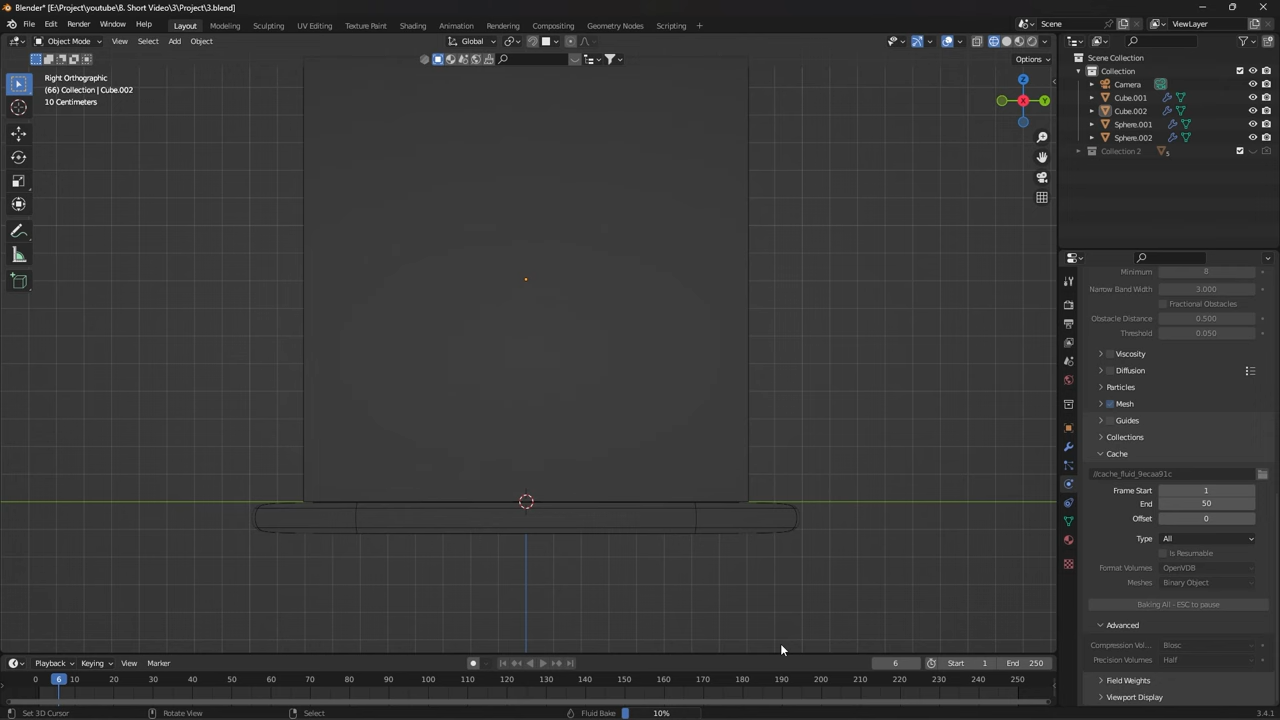 Blender* [E:\Project\youtube\B. Short Video\3\Project\3.blend]
File Edit Render Window Help Layout Modeling Sculpting UV Editing Texture Paint Shading Animation Rendering Compositing Geometry Nodes Scripting + Scene ViewLayer
Object Mode View Select Add Object Global
Options
Right Orthographic
(66) Collection | Cube.002
10 Centimeters
Z
X
Y
Scene Collection
Collection
Camera
Cube.001
Cube.002
Sphere.001
Sphere.002
Collection 2 5
Minimum 8
Narrow Band Width 3.000
Fractional Obstacles
Obstacle Distance 0.500
Threshold 0.050
Viscosity
Diffusion
Particles
Mesh
Guides
Collections
Cache
//cache_fluid_9ecaa91c
Frame Start 1
End 50
Offset 0
Type All
Is Resumable
Format Volumes OpenVDB
Meshes Binary Object
Baking All - ESC to pause
Advanced
Compression Vol... Blosc
Precision Volumes Half
Field Weights
Viewport Display
Playback Keying View Marker 6 Start 1 End 250
0 6 10 20 30 40 50 60 70 80 90 100 110 120 130 140 150 160 170 180 190 200 210 220 230 240 250
Set 3D Cursor Rotate View Select Fluid Bake 10% 3.4.1